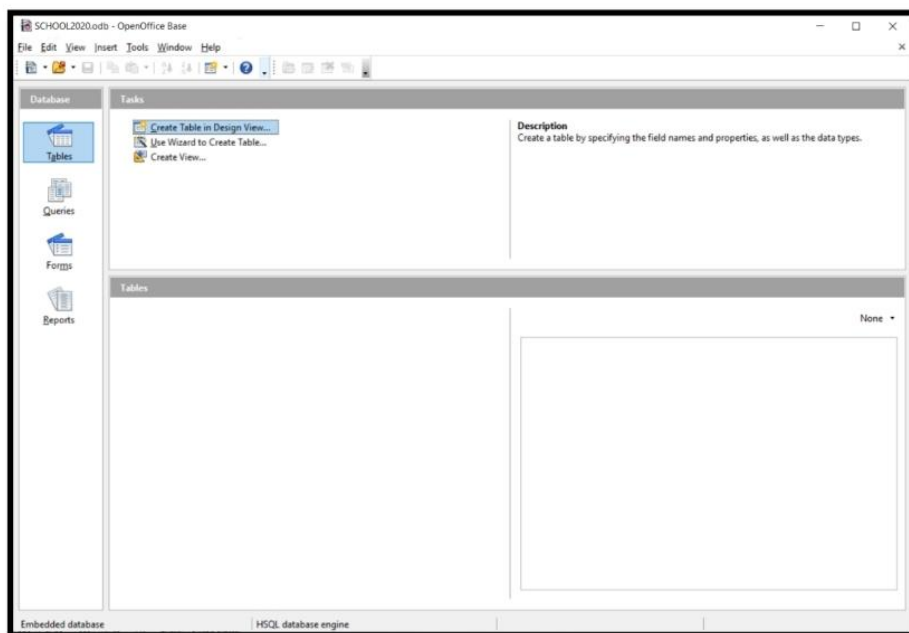 SCHOOL2020.odb - OpenOffice Base
File Edit View Insert Tools Window Help
Database
Tables
Queries
Forms
Reports
Tasks
Create Table in Design View...
Use Wizard to Create Table...
Create View...
Description
Create a table by specifying the field names and properties, as well as the data types.
Tables
None
Embedded database
HSQL database engine